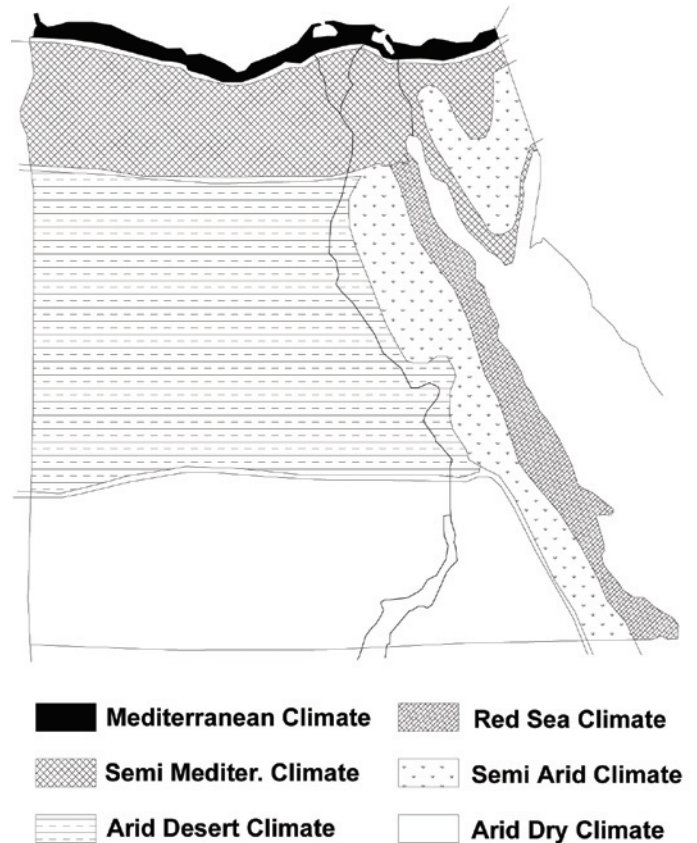 Mediterranean Climate
Red Sea Climate
Semi Mediter. Climate
Semi Arid Climate
Arid Desert Climate
Arid Dry Climate